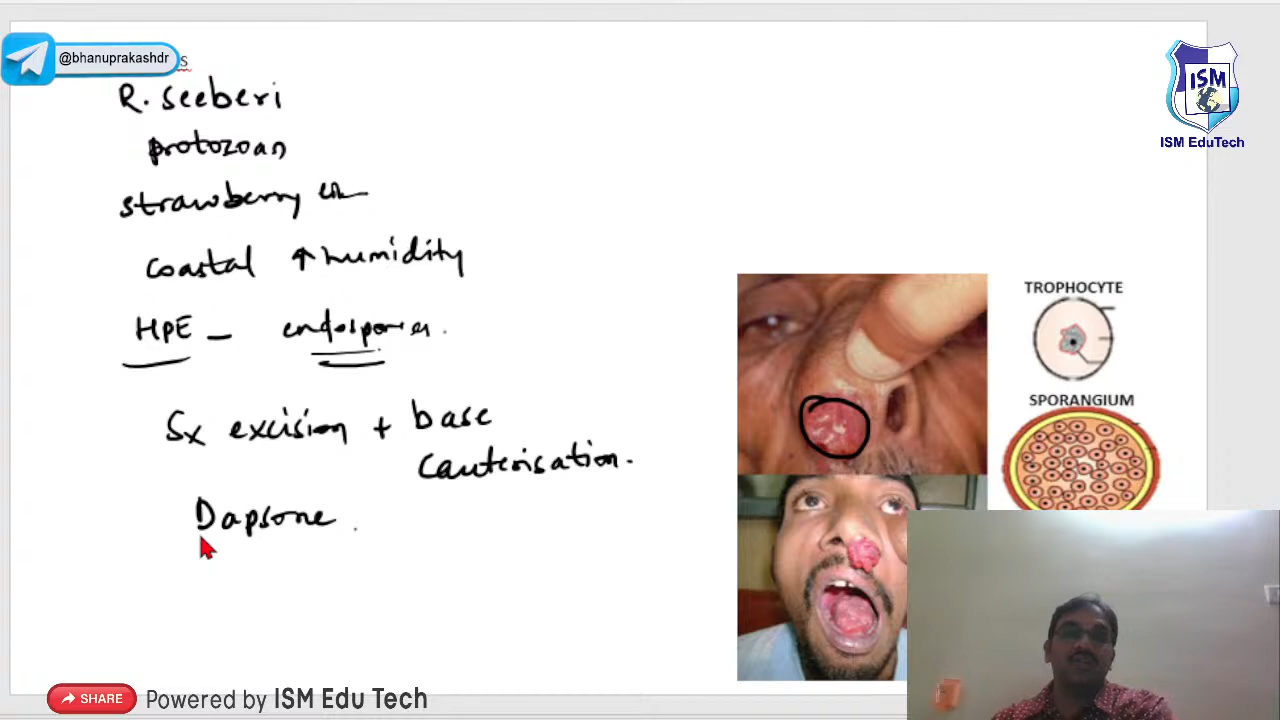 @bhanuprakashdr
s
R. seeberi
protozoan
strawberry
coastal ↑humidity
HPE – endospores.
Sx excision + base
cauterisation.
Dapsone.
ISM
ISM EduTech
TROPHOCYTE
SPORANGIUM
SHARE
Powered by ISM Edu Tech